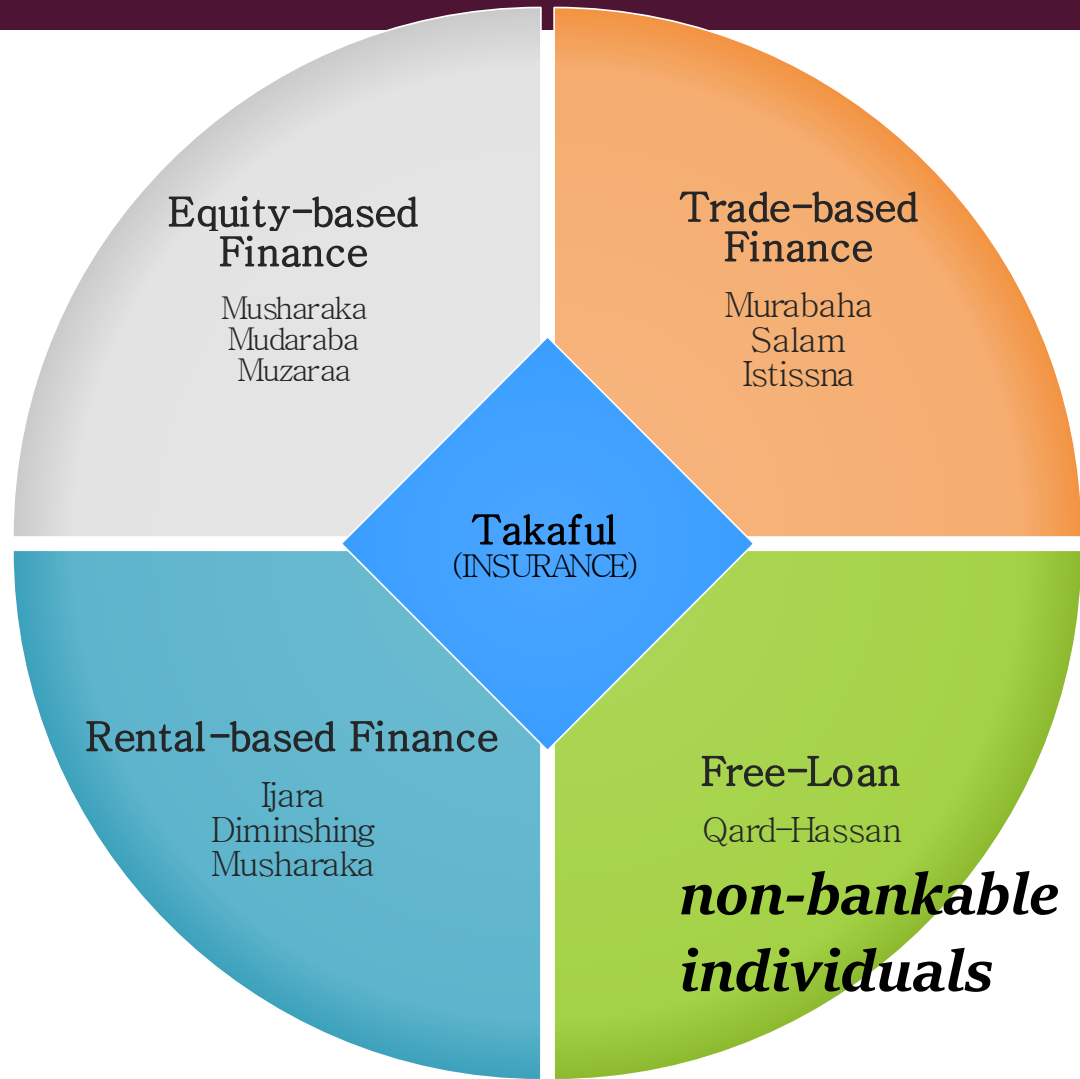 Equity-based
Finance
Musharaka
Mudaraba
Muzaraa
Trade-based
Finance
Murabaha
Salam
Istissna
Takaful
(INSURANCE)
Rental-based Finance
Ijara
Diminshing
Musharaka
Free-Loan
Qard-Hassan
non-bankable
individuals